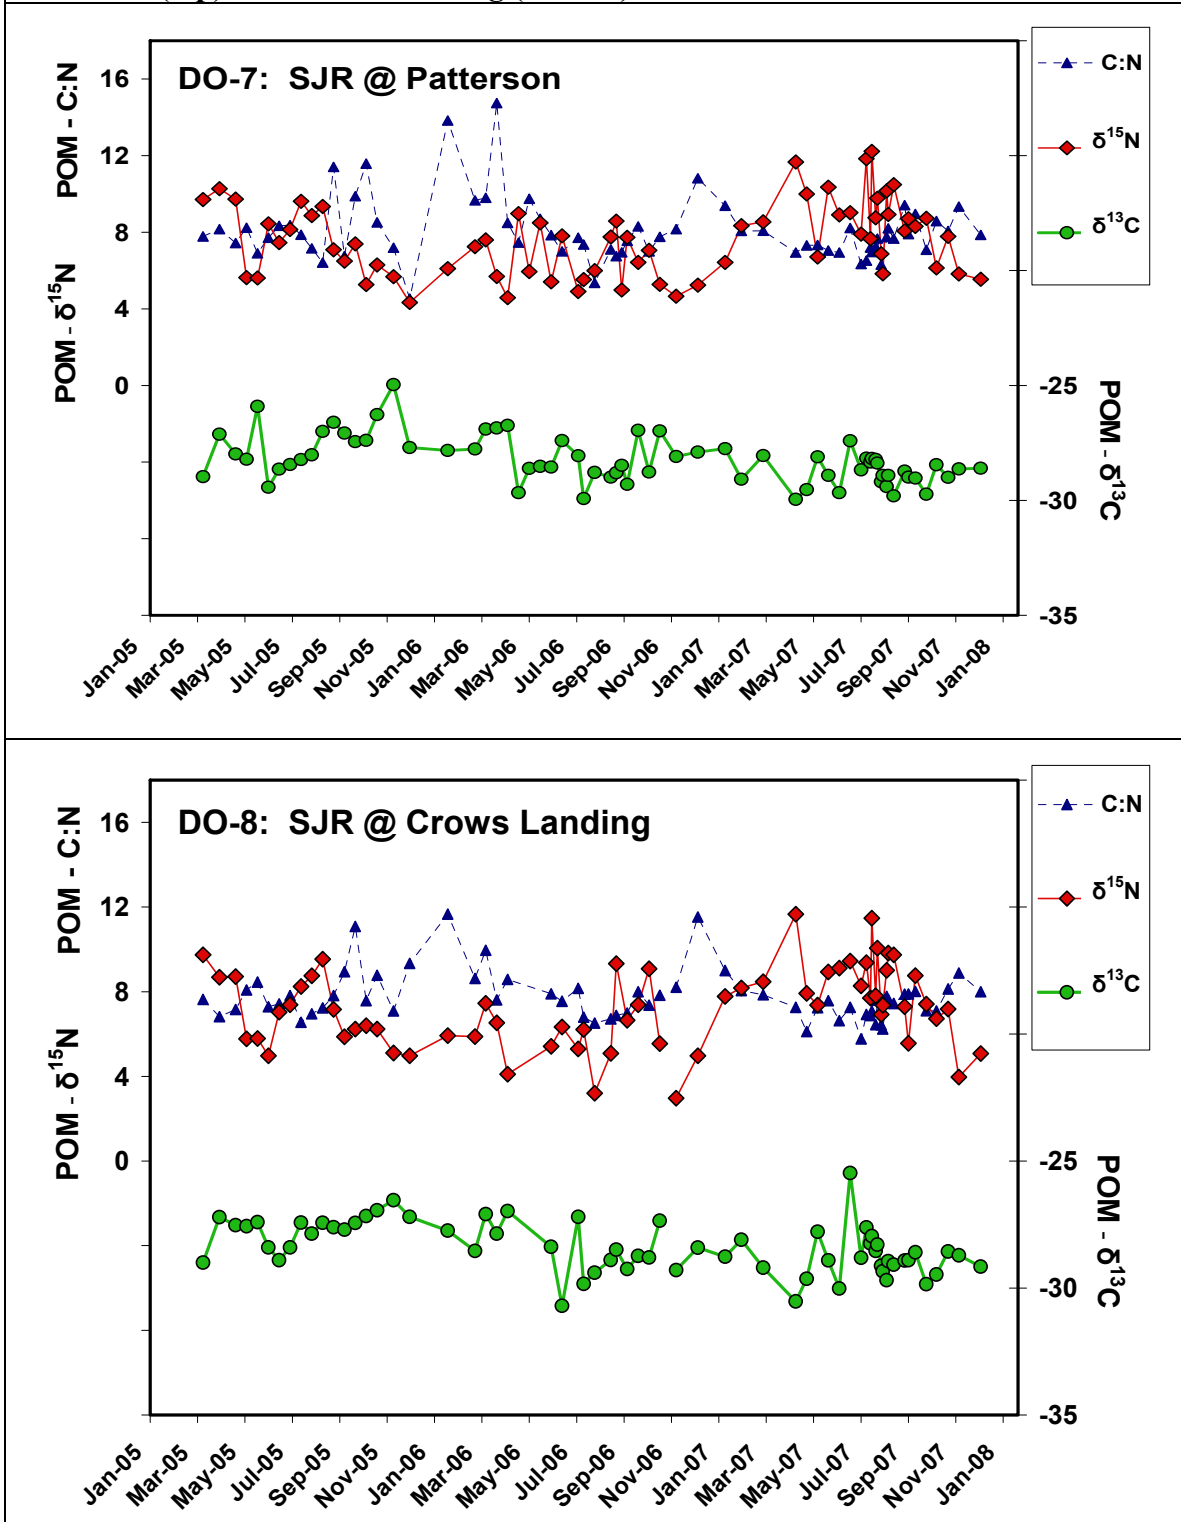 DO-7: SJR @ Patterson
POM - C:N
POM - δ15N
16
12
8
4
0
C:N
δ15N
δ13C
-25
-30
-35
POM - δ13C
Jan-05
Mar-05
May-05
Jul-05
Sep-05
Nov-05
Jan-06
Mar-06
May-06
Jul-06
Sep-06
Nov-06
Jan-07
Mar-07
May-07
Jul-07
Sep-07
Nov-07
Jan-08
DO-8: SJR @ Crows Landing
POM - C:N
POM - δ15N
16
12
8
4
0
C:N
δ15N
δ13C
-25
-30
-35
POM - δ13C
Jan-05
Mar-05
May-05
Jul-05
Sep-05
Nov-05
Jan-06
Mar-06
May-06
Jul-06
Sep-06
Nov-06
Jan-07
Mar-07
May-07
Jul-07
Sep-07
Nov-07
Jan-08